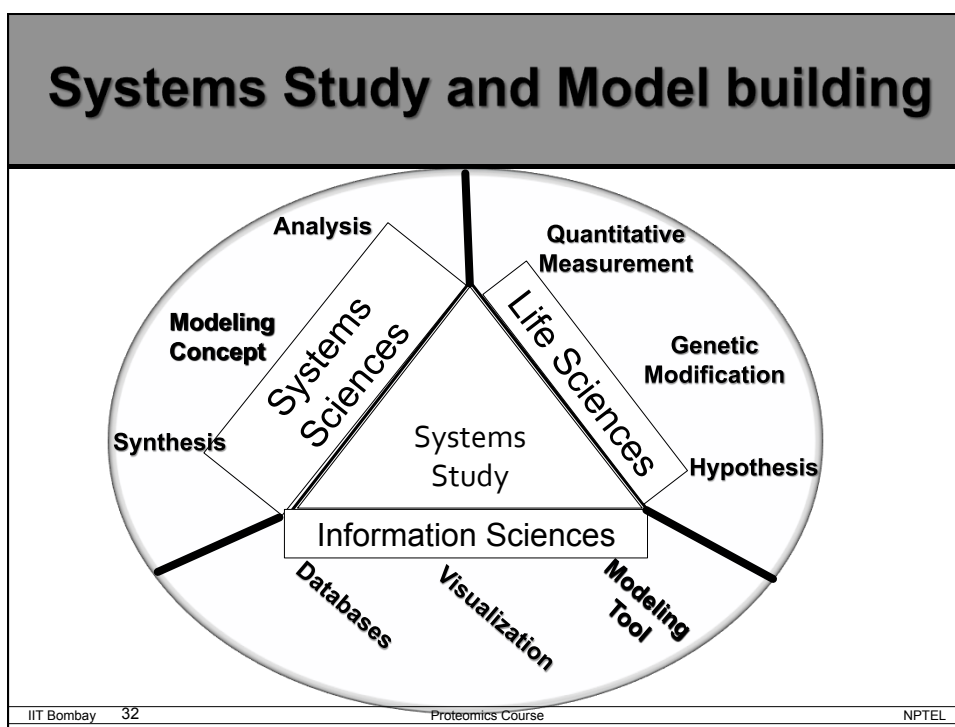 Systems Study and Model building
Analysis
Modeling
Concept
Synthesis
Systems
Sciences
Quantitative
Measurement
Genetic
Modification
Hypothesis
Life Sciences
Systems
Study
Information Sciences
Databases
Visualization
Modeling
Tool
IIT Bombay 32 Proteomics Course NPTEL